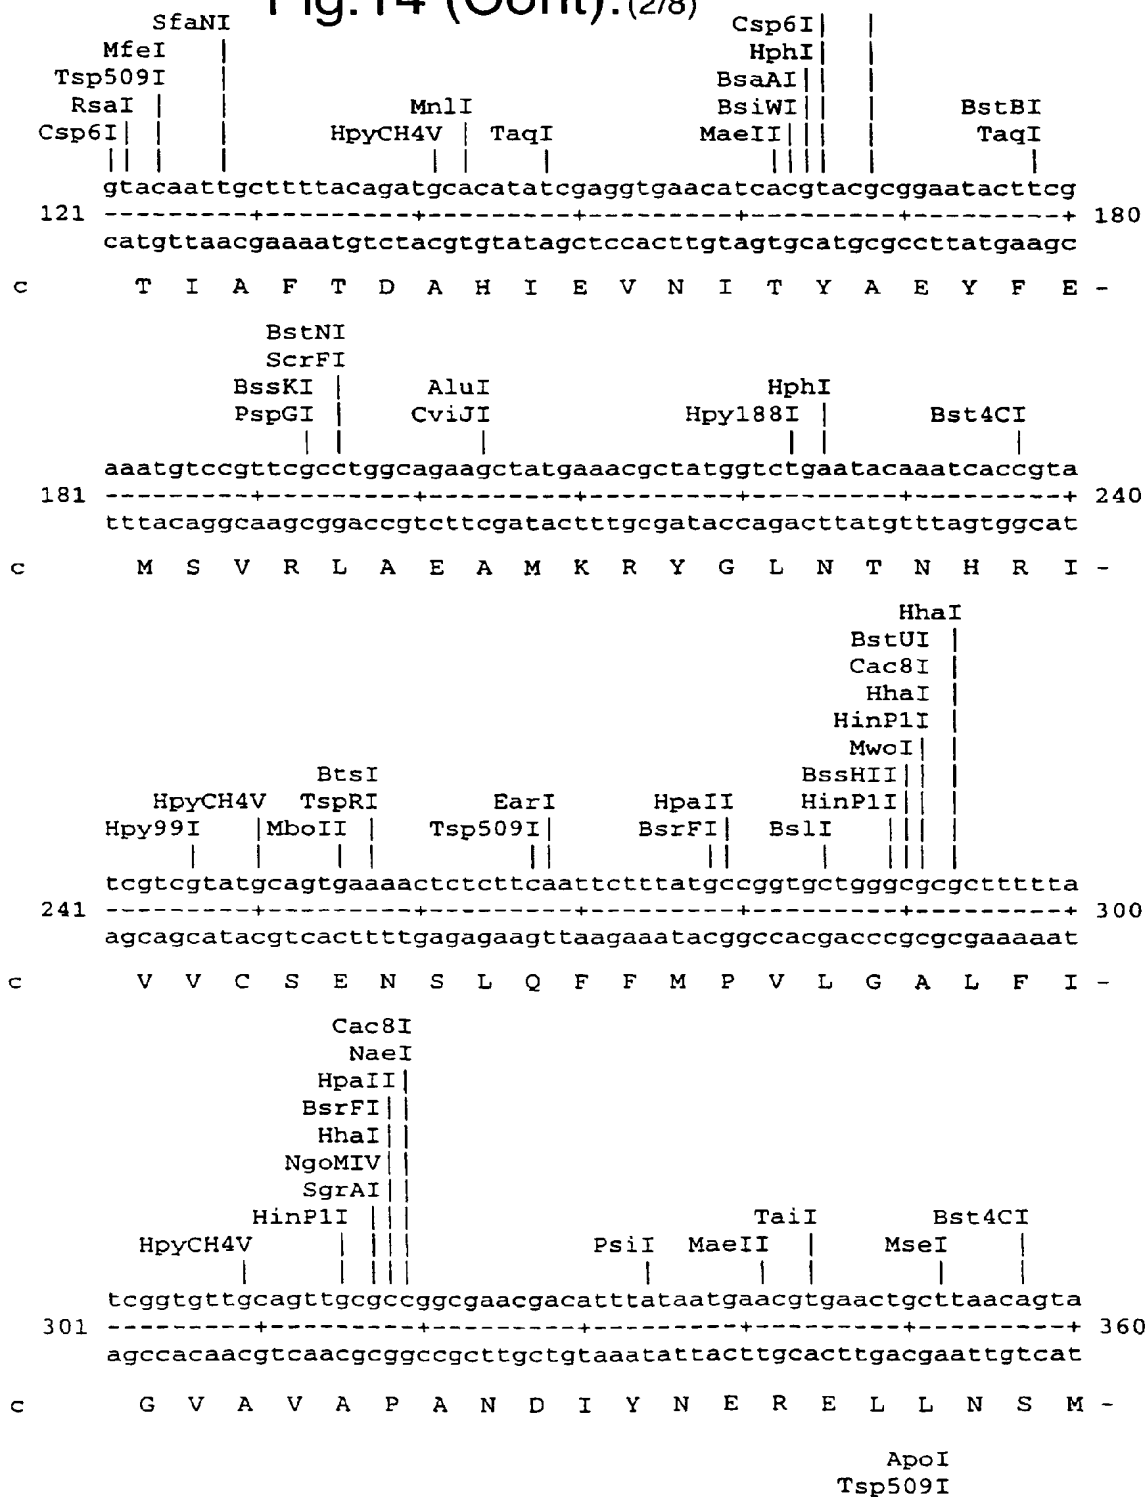 Fig.14 (Cont).(2/8)
SfaNI Csp6I
MfeI HphI
Tsp509I BsaAI
RsaI MnlI BsiWI BstBI
Csp6I HpyCH4V TaqI MaeII TaqI
gtacaattgcttttacagatgcacatatcgaggtgaacatcacgtacgcggaatacttcg
121 ---------+---------+---------+---------+---------+---------+ 180
catgttaacgaaaatgtctacgtgtatagctccacttgtagtgcatgcgccttatgaagc
c T I A F T D A H I E V N I T Y A E Y F E -
BstNI
ScrFI
BssKI AluI HphI
PspGI CviJI Hpy188I Bst4CI
aaatgtccgttcgcctggcagaagctatgaaacgctatggtctgaatacaaatcaccgta
181 ---------+---------+---------+---------+---------+---------+ 240
tttacaggcaagcggaccgtcttcgatactttgcgataccagacttatgtttagtggcat
c M S V R L A E A M K R Y G L N T N H R I -
HhaI
BstUI
Cac8I
HhaI
HinP1I
MwoI
BtsI BssHII
HpyCH4V TspRI EarI HpaII HinP1I
Hpy99I MboII Tsp509I BsrFI BslI
tcgtcgtatgcagtgaaaactctcttcaattctttatgccggtgctgggcgcgcttttta
241 ---------+---------+---------+---------+---------+---------+ 300
agcagcatacgtcacttttgagagaagttaagaaatacggccacgacccgcgcgaaaaat
c V V C S E N S L Q F F M P V L G A L F I -
Cac8I
NaeI
HpaII
BsrFI
HhaI
NgoMIV
SgrAI
HinP1I TaiI Bst4CI
HpyCH4V PsiI MaeII MseI
tcggtgttgcagttgcgccggcgaacgacatttataatgaacgtgaactgcttaacagta
301 ---------+---------+---------+---------+---------+---------+ 360
agccacaacgtcaacgcggccgcttgctgtaaatattacttgcacttgacgaattgtcat
c G V A V A P A N D I Y N E R E L L N S M -
ApoI
Tsp509I